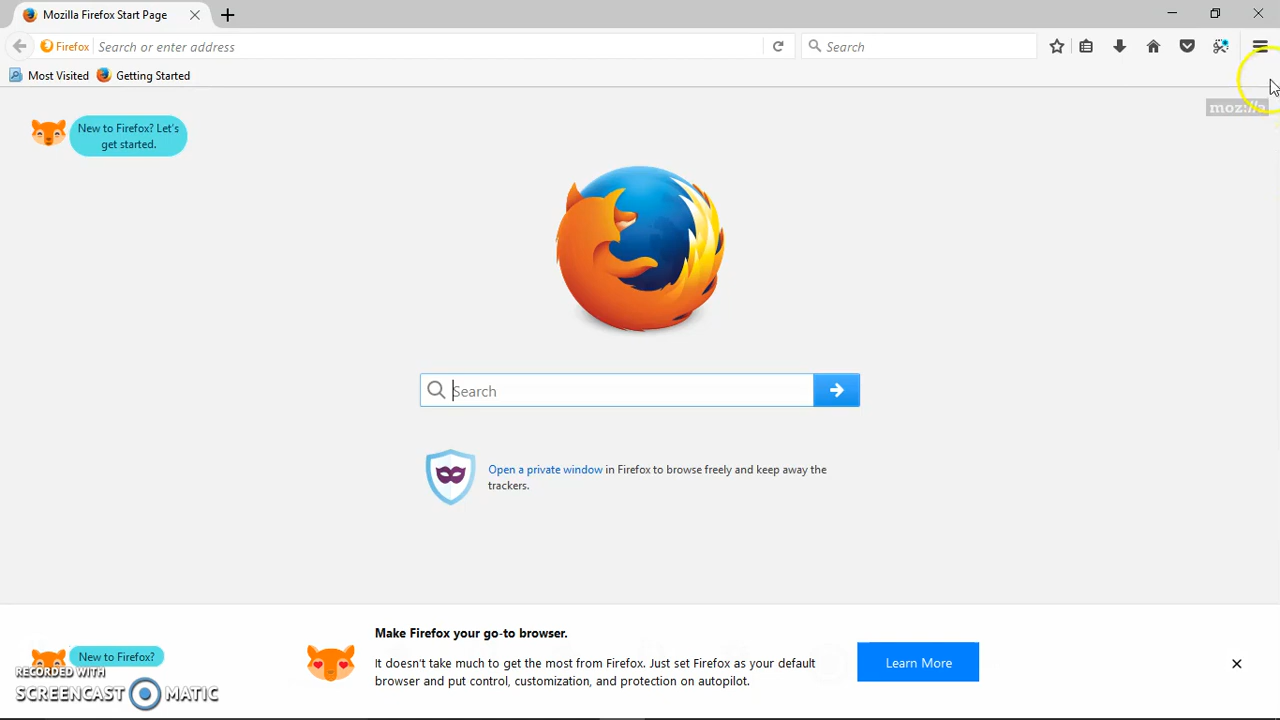 Mozilla Firefox Start Page
Firefox
Search or enter address
Search
Most Visited
Getting Started
moz://a
New to Firefox? Let's
get started.
Search
Open a private window in Firefox to browse freely and keep away the
trackers.
Make Firefox your go-to browser.
It doesn't take much to get the most from Firefox. Just set Firefox as your default
browser and put control, customization, and protection on autopilot.
Learn More
New to Firefox?
RECORDED WITH
SCREENCAST MATIC